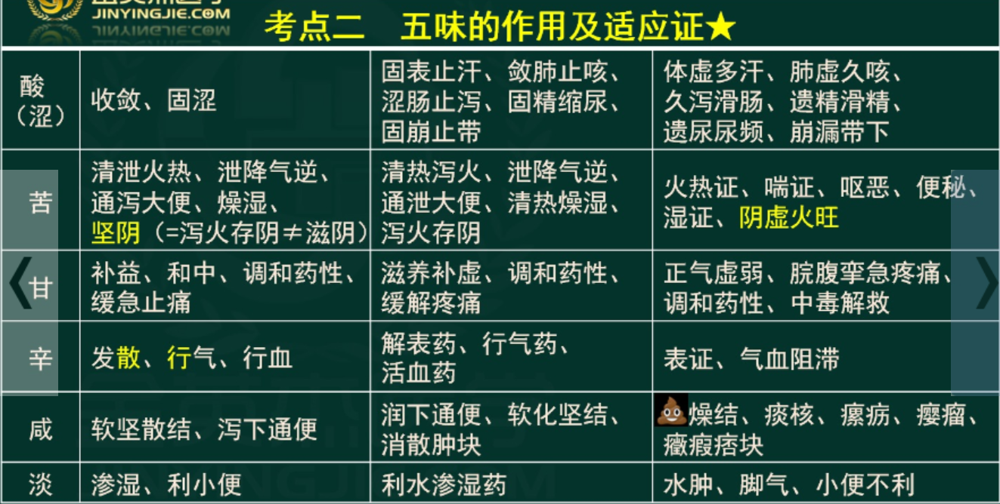 JINYINGJIE.COM
考点二 五味的作用及适应证★
酸
（涩）
收敛、固涩
固表止汗、敛肺止咳、
涩肠止泻、固精缩尿、
固崩止带
体虚多汗、肺虚久咳、
久泻滑肠、遗精滑精、
遗尿尿频、崩漏带下
苦
清泄火热、泄降气逆、
通泻大便、燥湿、
坚阴（=泻火存阴≠滋阴）
清热泻火、泄降气逆、
通泄大便、清热燥湿、
泻火存阴
火热证、喘证、呕恶、便秘、
湿证、阴虚火旺
甘
补益、和中、调和药性、
缓急止痛
滋养补虚、调和药性、
缓解疼痛
正气虚弱、脘腹挛急疼痛、
调和药性、中毒解救
辛
发散、行气、行血
解表药、行气药、
活血药
表证、气血阻滞
咸
软坚散结、泻下通便
润下通便、软化坚结、
消散肿块
💩燥结、痰核、瘰疬、瘿瘤、
癥瘕痞块
淡
渗湿、利小便
利水渗湿药
水肿、脚气、小便不利